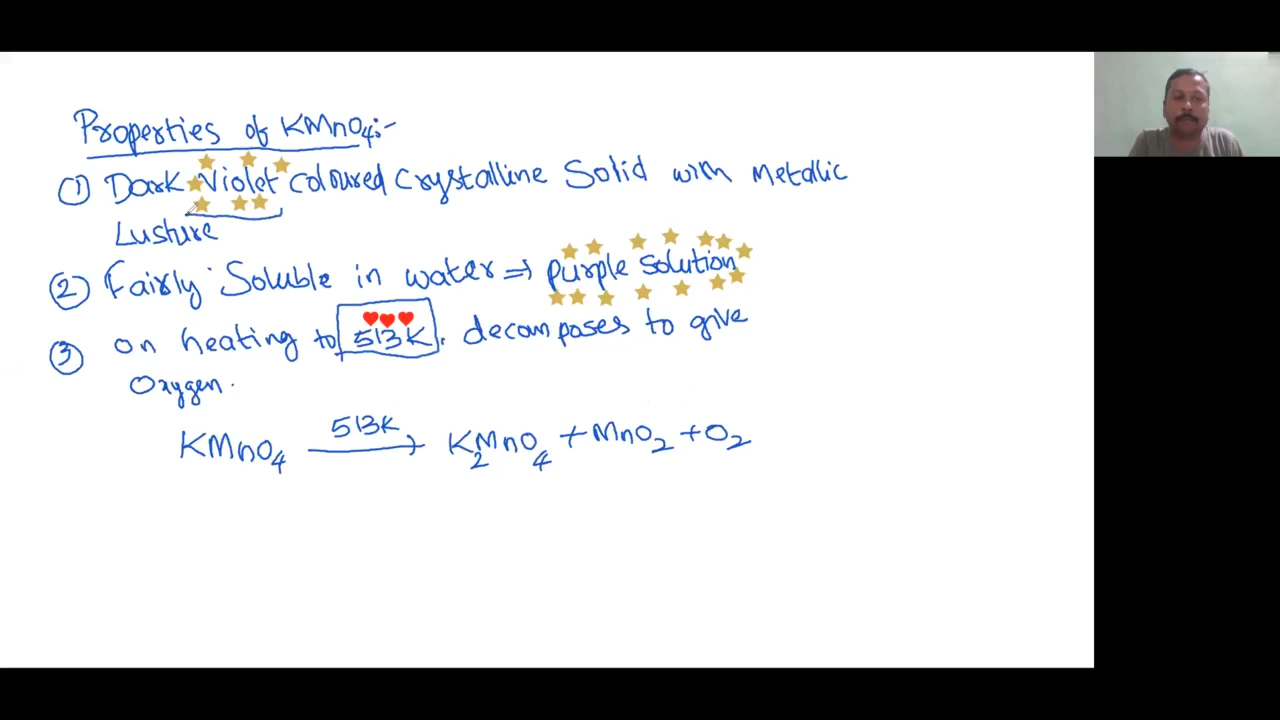 Properties of KMnO4:-
① Dark Violet Coloured Crystalline Solid with Metallic
Lusture
② Fairly Soluble in water ⇒ purple solution
③ on heating to 513K, decomposes to give
Oxygen.
513K
KMnO4 → K2MnO4 + MnO2 + O2